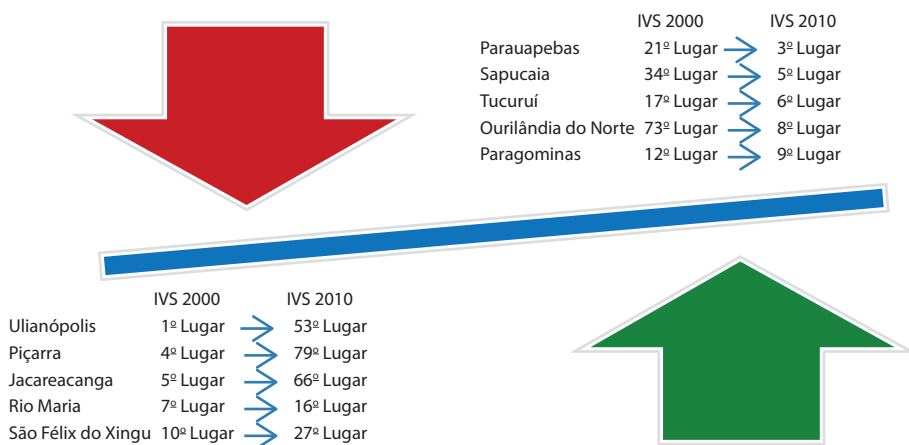 IVS 2000 IVS 2010
Parauapebas 21º Lugar 3º Lugar
Sapucaia 34º Lugar 5º Lugar
Tucuruí 17º Lugar 6º Lugar
Ourilândia do Norte 73º Lugar 8º Lugar
Paragominas 12º Lugar 9º Lugar
IVS 2000 IVS 2010
Ulianópolis 1º Lugar 53º Lugar
Piçarra 4º Lugar 79º Lugar
Jacareacanga 5º Lugar 66º Lugar
Rio Maria 7º Lugar 16º Lugar
São Félix do Xingu 10º Lugar 27º Lugar